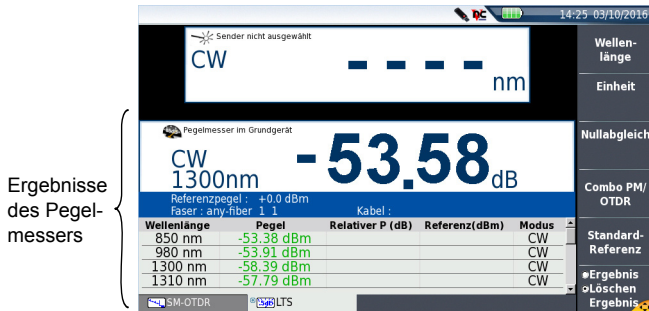 14:25 03/10/2016
Sender nicht ausgewählt
CW
- - - -
nm
Wellen-
länge
Einheit
Nullabgleich
Combo PM/
OTDR
Standard-
Referenz
Ergebnis
Löschen
Ergebnis
Ergebnisse
des Pegel-
messers
Pegelmesser im Grundgerät
CW
1300nm
-53.58 dB
Referenzpegel : +0.0 dBm
Faser : any-fiber 1 1 Kabel :
Wellenlänge Pegel Relativer P (dB) Referenz(dBm) Modus
850 nm -53.38 dBm CW
980 nm -53.91 dBm CW
1300 nm -58.39 dBm CW
1310 nm -57.79 dBm CW
SM-OTDR LTS